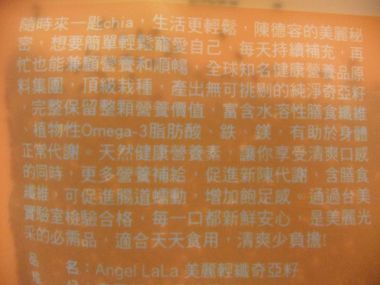 隨時來一匙chia，生活更輕鬆，陳德容的美麗秘
密，想要簡單輕鬆寵愛自己，每天持續補充，再
忙也能兼顧營養和順暢，全球知名健康營養品原
料集團，頂級栽種，產出無可挑剔的純淨奇亞籽
，完整保留整顆營養價值，富含水溶性膳食纖維
、植物性Omega-3脂肪酸、鉄、鎂，有助於身體
正常代謝。天然健康營養素，讓你享受清爽口感
的同時，更多營養補給，促進新陳代謝，含膳食
纖維，可促進腸道蠕動，增加飽足感。通過台美
實驗室檢驗合格，每一口都新鮮安心，是美麗光
采的必需品，適合天天食用，清爽少負擔!
品 名：Angel LaLa 美麗輕纖奇亞籽